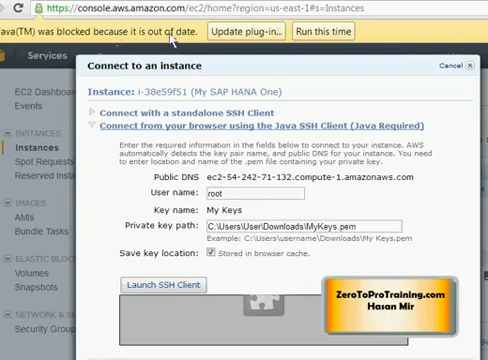 https://console.aws.amazon.com/ec2/home?region=us-east-1#s=Instances
ava(TM) was blocked because it is out of date.
Update plug-in...
Run this time
Services
Connect to an instance
Cancel
EC2 Dashboa
Events
Instance: i-38e59f51 (My SAP HANA One)
Connect with a standalone SSH Client
Connect from your browser using the Java SSH Client (Java Required)
INSTANCES
Instances
Spot Requests
Reserved Instan
Enter the required information in the fields below to connect to your instance. AWS
automatically detects the key pair name, and public DNS for your instance. You need
to enter location and name of the .pem file containing your private key.
Public DNS ec2-54-242-71-132.compute-1.amazonaws.com
User name: root
IMAGES
AMIs
Bundle Tasks
Key name: My Keys
Private key path: C:\Users\User\Downloads\MyKeys.pem
Example: C:\Users\username\Downloads\My Keys.pem
Save key location: Stored in browser cache.
ELASTIC BLOC
Volumes
Snapshots
Launch SSH Client
NETWORK & S
Security Group
ZeroToProTraining.com
Hasan Mir